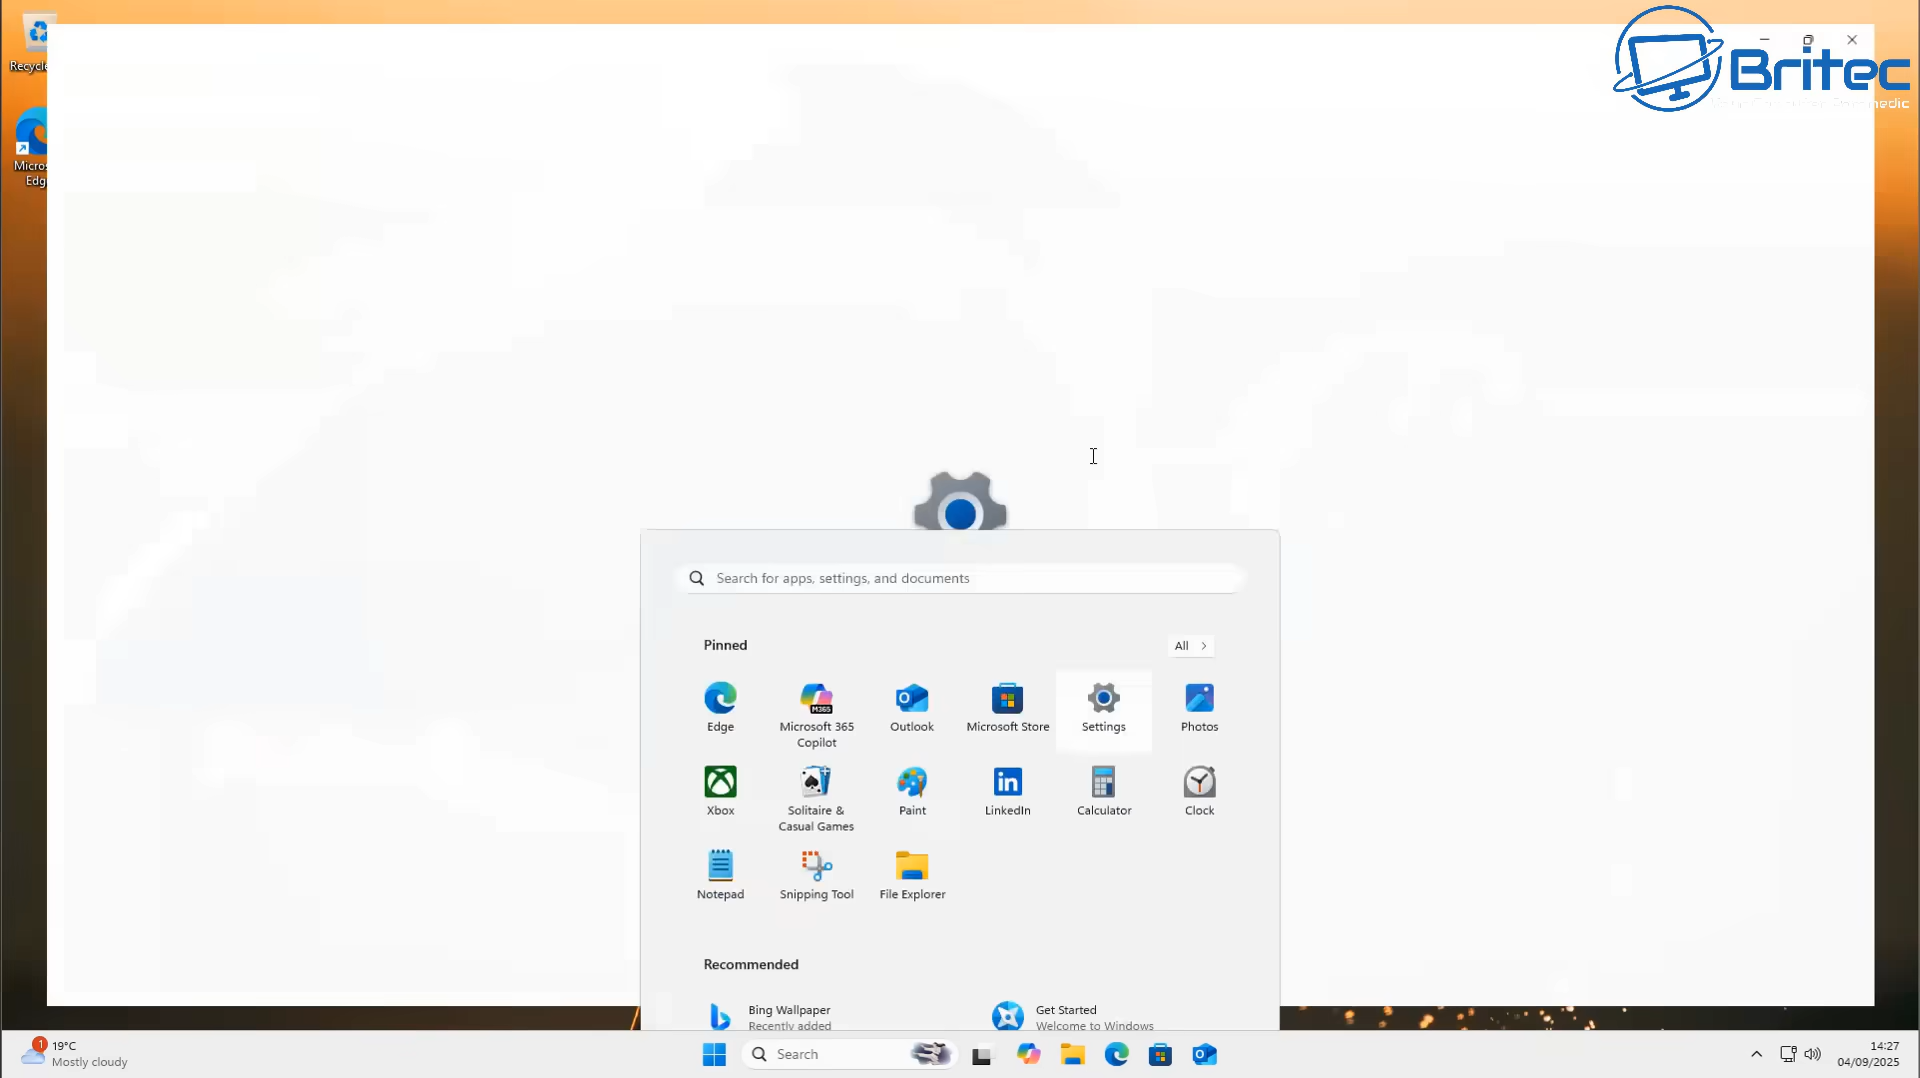 Recycle
Micros
Edg
Britec
Search for apps, settings, and documents
Pinned
All
Edge
Microsoft 365
Copilot
M365
Outlook
Microsoft Store
Settings
Photos
Xbox
Solitaire &
Casual Games
Paint
LinkedIn
Calculator
Clock
Notepad
Snipping Tool
File Explorer
Recommended
Bing Wallpaper
Recently added
Get Started
Welcome to Windows
1
19°C
Mostly cloudy
Search
14:27
04/09/2025